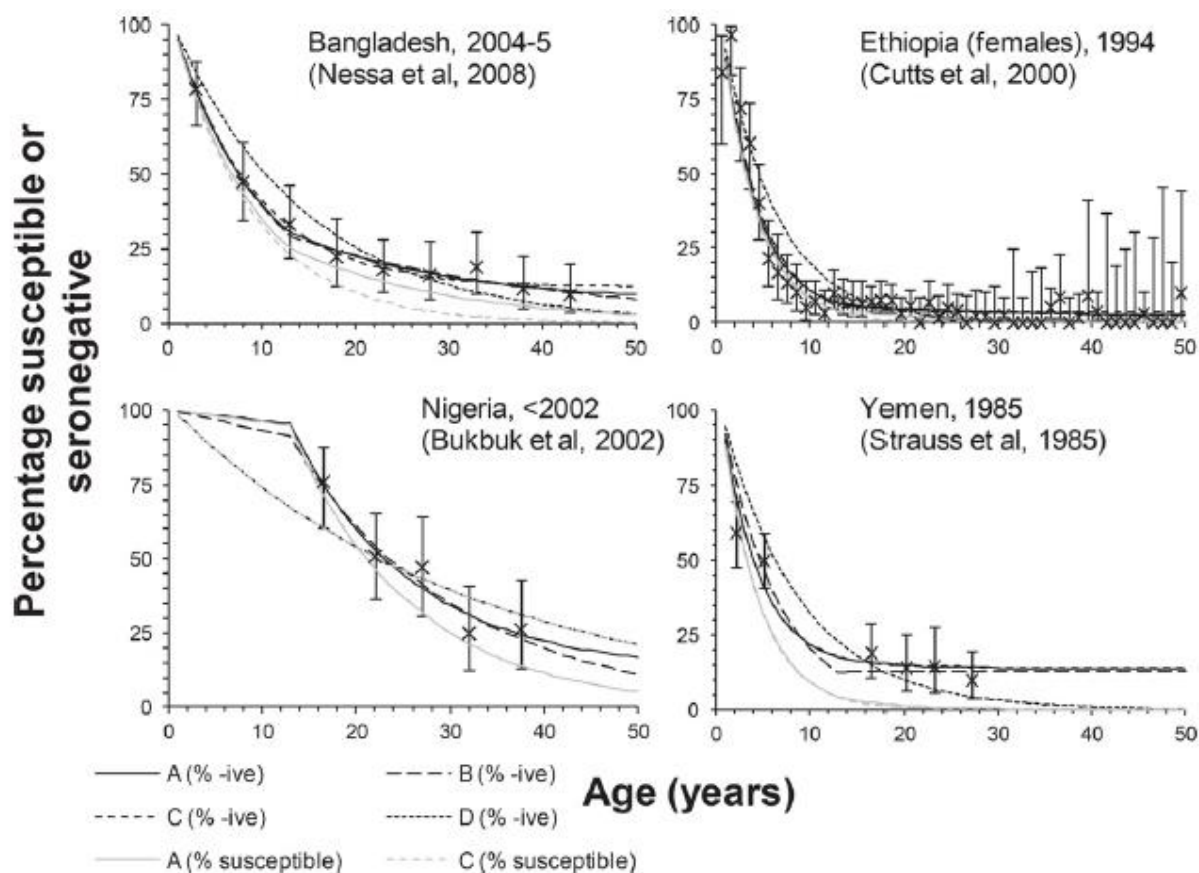 Percentage susceptible or
seronegative
Bangladesh, 2004-5
(Nessa et al, 2008)
100
75
50
25
0
0 10 20 30 40 50
Ethiopia (females), 1994
(Cutts et al, 2000)
100
75
50
25
0
0 10 20 30 40 50
Nigeria, <2002
(Bukbuk et al, 2002)
100
75
50
25
0
0 10 20 30 40 50
Yemen, 1985
(Strauss et al, 1985)
100
75
50
25
0
0 10 20 30 40 50
Age (years)
A (% -ive)
B (% -ive)
C (% -ive)
D (% -ive)
A (% susceptible)
C (% susceptible)